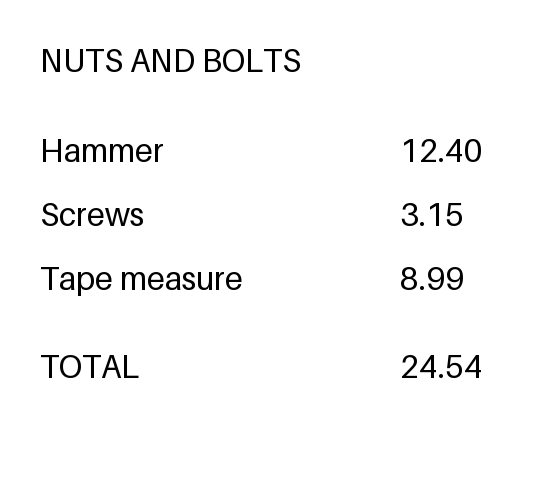 NUTS AND BOLTS
Hammer 12.40
Screws 3.15
Tape measure 8.99
TOTAL 24.54